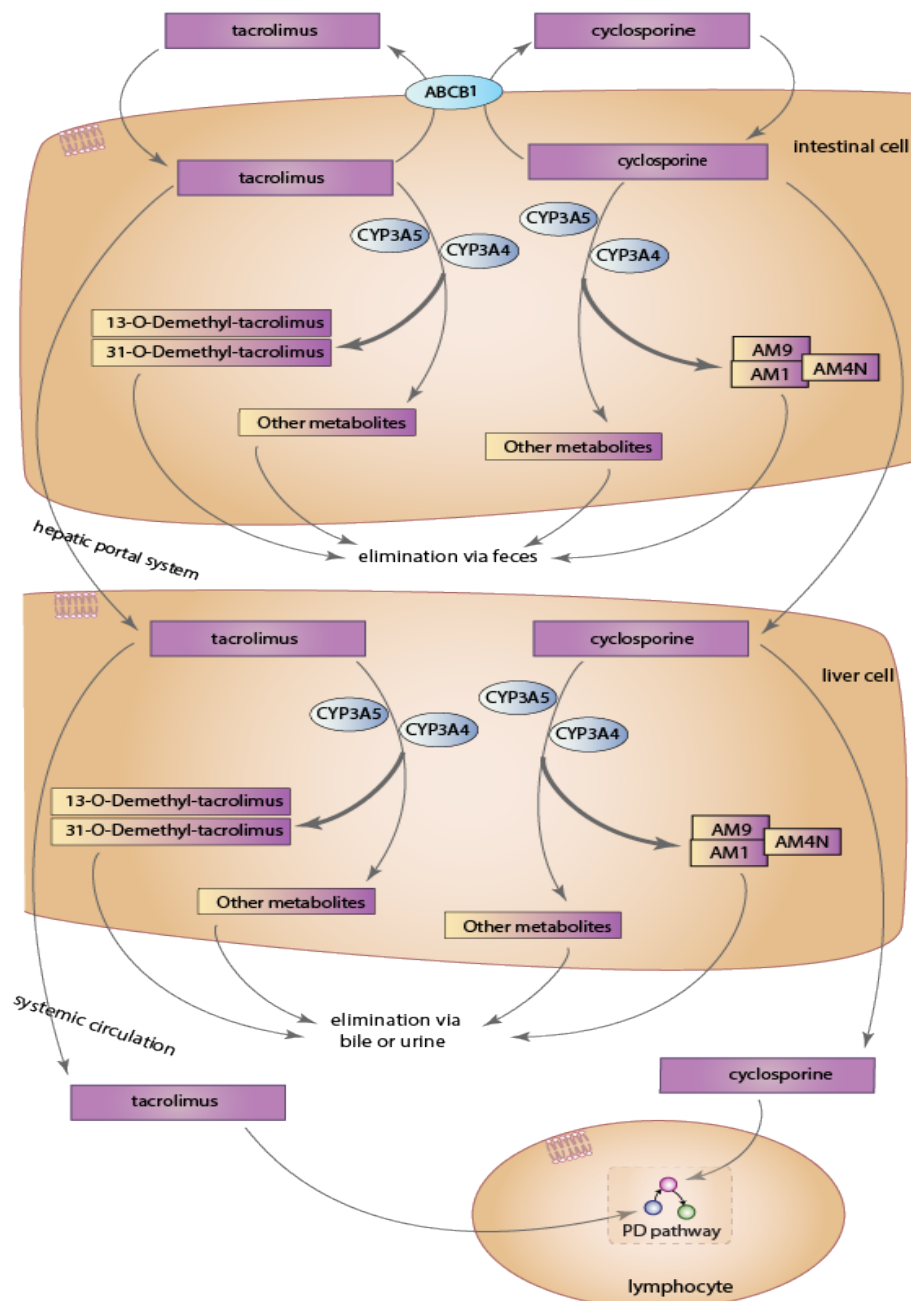 tacrolimus
cyclosporine
ABCB1
intestinal cell
tacrolimus
cyclosporine
CYP3A5
CYP3A4
CYP3A5
CYP3A4
13-O-Demethyl-tacrolimus
31-O-Demethyl-tacrolimus
AM9
AM1
AM4N
Other metabolites
Other metabolites
elimination via feces
hepatic portal system
tacrolimus
cyclosporine
liver cell
CYP3A5
CYP3A4
CYP3A5
CYP3A4
13-O-Demethyl-tacrolimus
31-O-Demethyl-tacrolimus
AM9
AM1
AM4N
Other metabolites
Other metabolites
elimination via
bile or urine
systemic circulation
tacrolimus
cyclosporine
PD pathway
lymphocyte